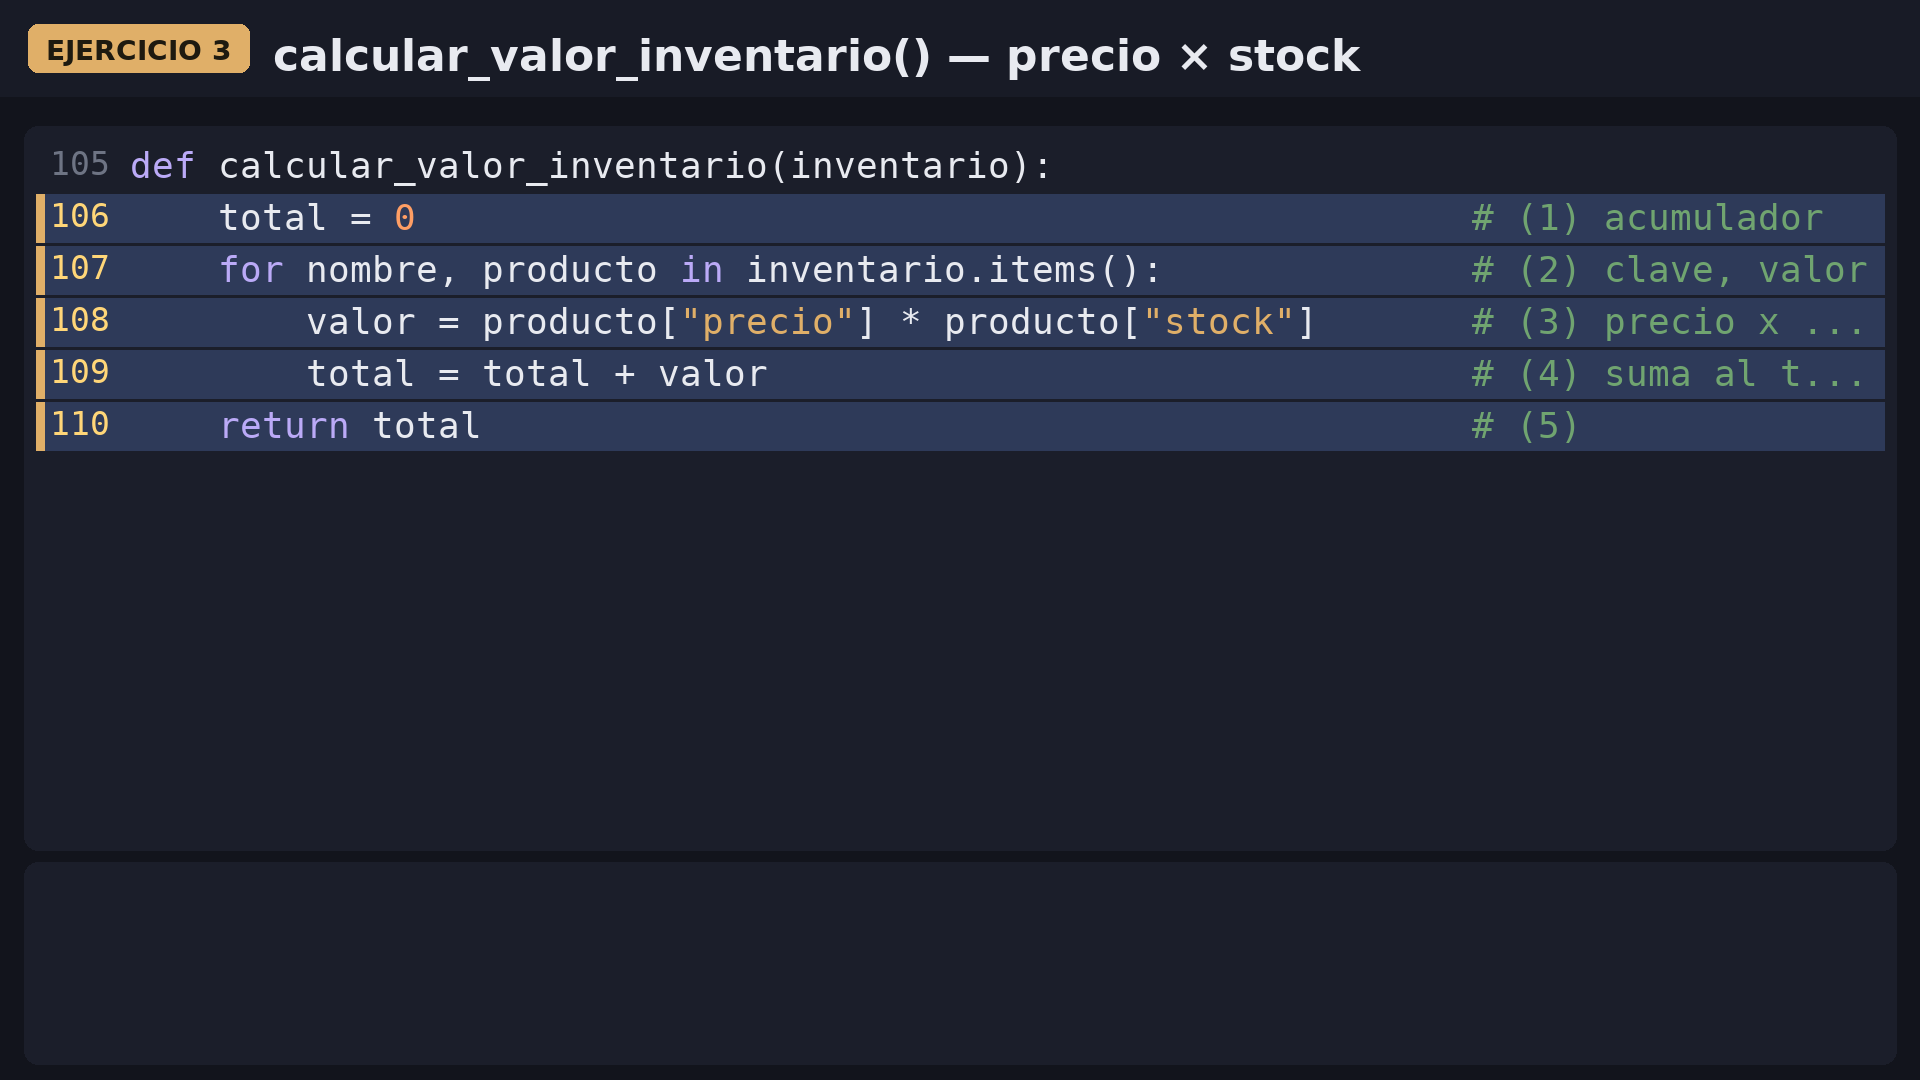 EJERCICIO 3 calcular_valor_inventario() — precio × stock
105 def calcular_valor_inventario(inventario):
106     total = 0 # (1) acumulador
107     for nombre, producto in inventario.items(): # (2) clave, valor
108         valor = producto["precio"] * producto["stock"] # (3) precio x ...
109         total = total + valor # (4) suma al t...
110     return total # (5)